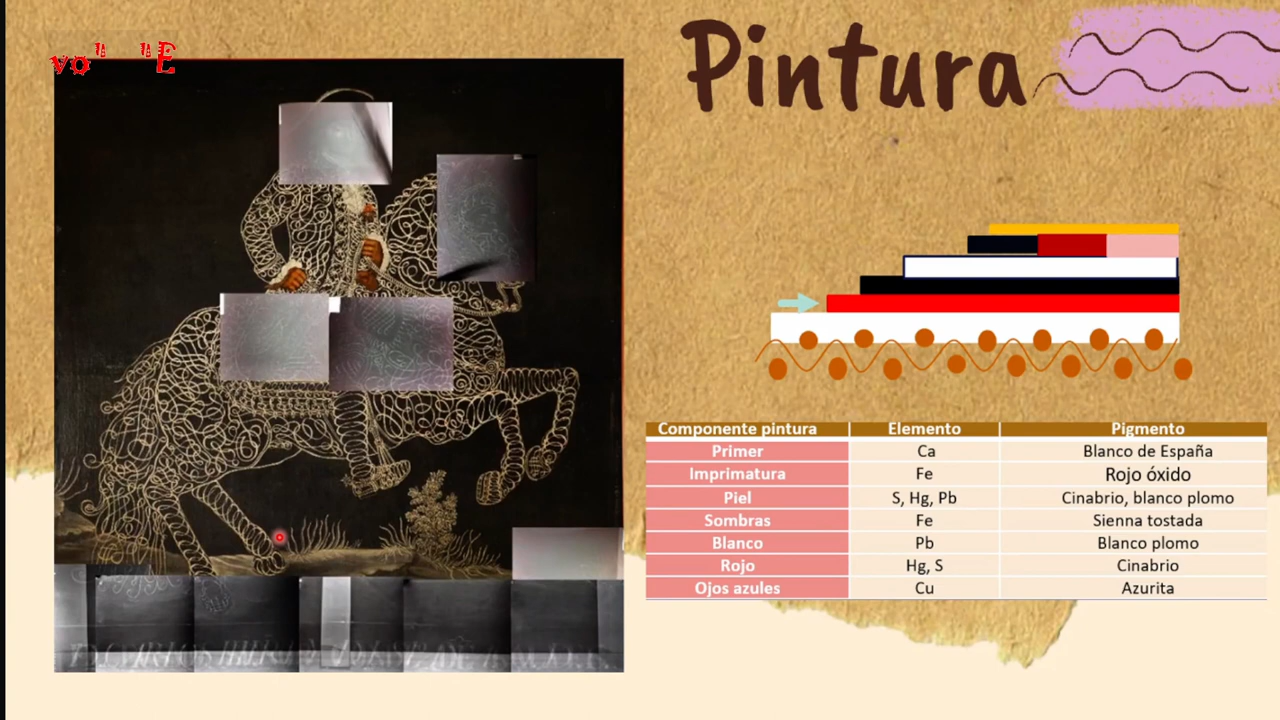 Pintura
Componente pintura Elemento Pigmento
Primer Ca Blanco de España
Imprimatura Fe Rojo óxido
Piel S, Hg, Pb Cinabrio, blanco plomo
Sombras Fe Sienna tostada
Blanco Pb Blanco plomo
Rojo Hg, S Cinabrio
Ojos azules Cu Azurita